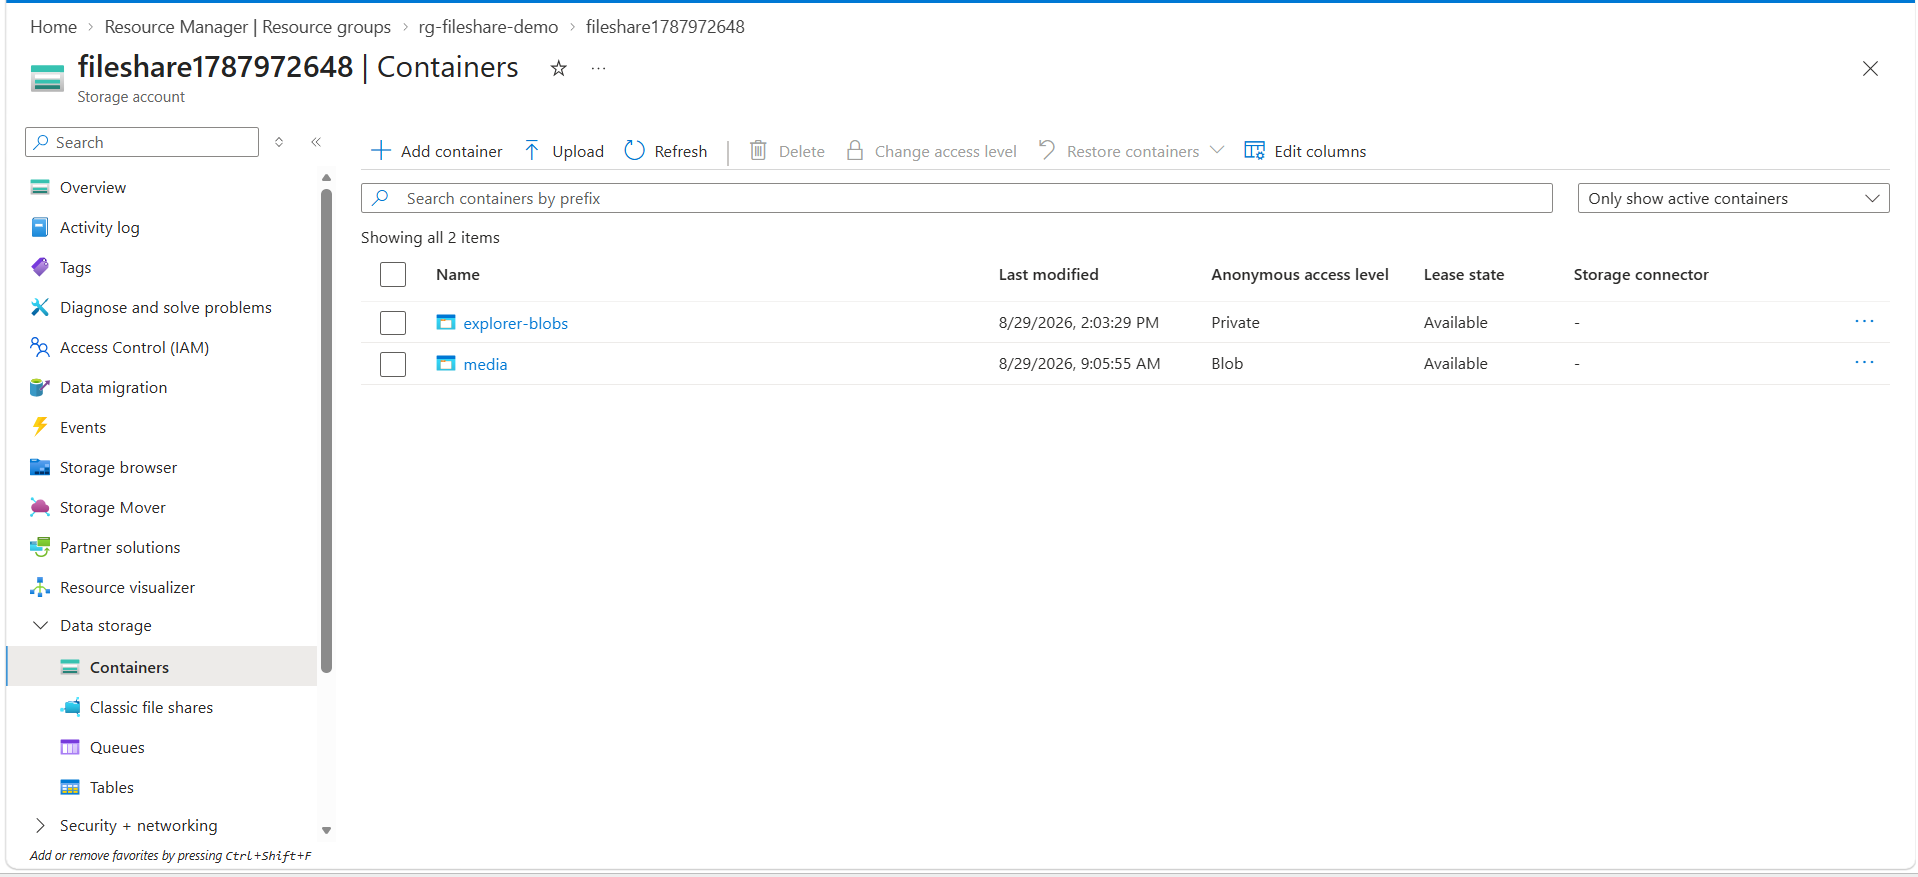 Home > Resource Manager | Resource groups > rg-fileshare-demo > fileshare1787972648
fileshare1787972648 | Containers
Storage account
Search
Overview
Activity log
Tags
Diagnose and solve problems
Access Control (IAM)
Data migration
Events
Storage browser
Storage Mover
Partner solutions
Resource visualizer
Data storage
Containers
Classic file shares
Queues
Tables
Security + networking
Add or remove favorites by pressing Ctrl+Shift+F
Add container Upload Refresh Delete Change access level Restore containers Edit columns
Search containers by prefix Only show active containers
Showing all 2 items
Name Last modified Anonymous access level Lease state Storage connector
explorer-blobs 8/29/2026, 2:03:29 PM Private Available -
media 8/29/2026, 9:05:55 AM Blob Available -